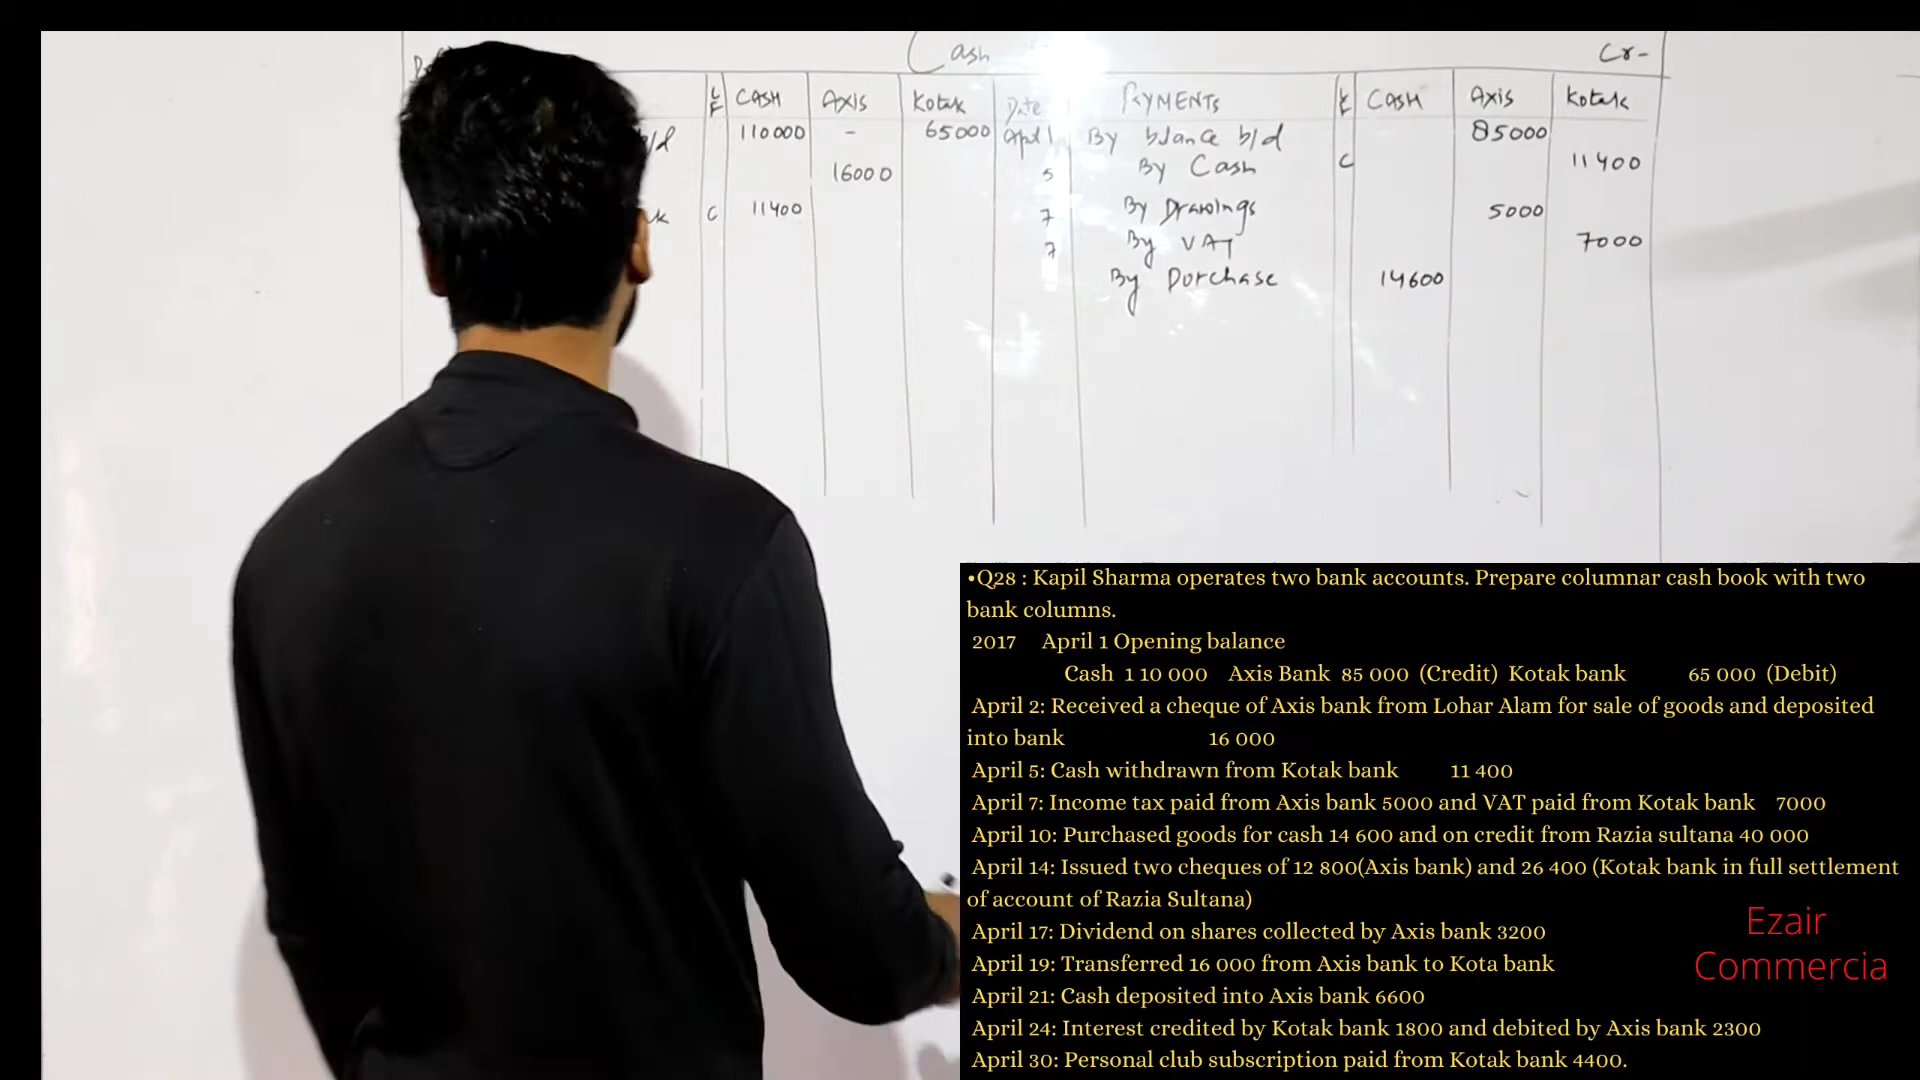 Cash
Cr-
LF CASH AXIS Kotak Date PAYMENTS LF CASH AXIS Kotak
b/d 110000 - 65000 April 1 By blance b/d 85000
16000 5 By Cash C 11400
k C 11400 7 By Drawings 5000
7 By VAT 7000
By Purchase 14600
•Q28 : Kapil Sharma operates two bank accounts. Prepare columnar cash book with two
bank columns.
2017 April 1 Opening balance
Cash 1 10 000 Axis Bank 85 000 (Credit) Kotak bank 65 000 (Debit)
April 2: Received a cheque of Axis bank from Lohar Alam for sale of goods and deposited
into bank 16 000
April 5: Cash withdrawn from Kotak bank 11 400
April 7: Income tax paid from Axis bank 5000 and VAT paid from Kotak bank 7000
April 10: Purchased goods for cash 14 600 and on credit from Razia sultana 40 000
April 14: Issued two cheques of 12 800(Axis bank) and 26 400 (Kotak bank in full settlement
of account of Razia Sultana)
April 17: Dividend on shares collected by Axis bank 3200
April 19: Transferred 16 000 from Axis bank to Kota bank
April 21: Cash deposited into Axis bank 6600
April 24: Interest credited by Kotak bank 1800 and debited by Axis bank 2300
April 30: Personal club subscription paid from Kotak bank 4400.
Ezair
Commercia